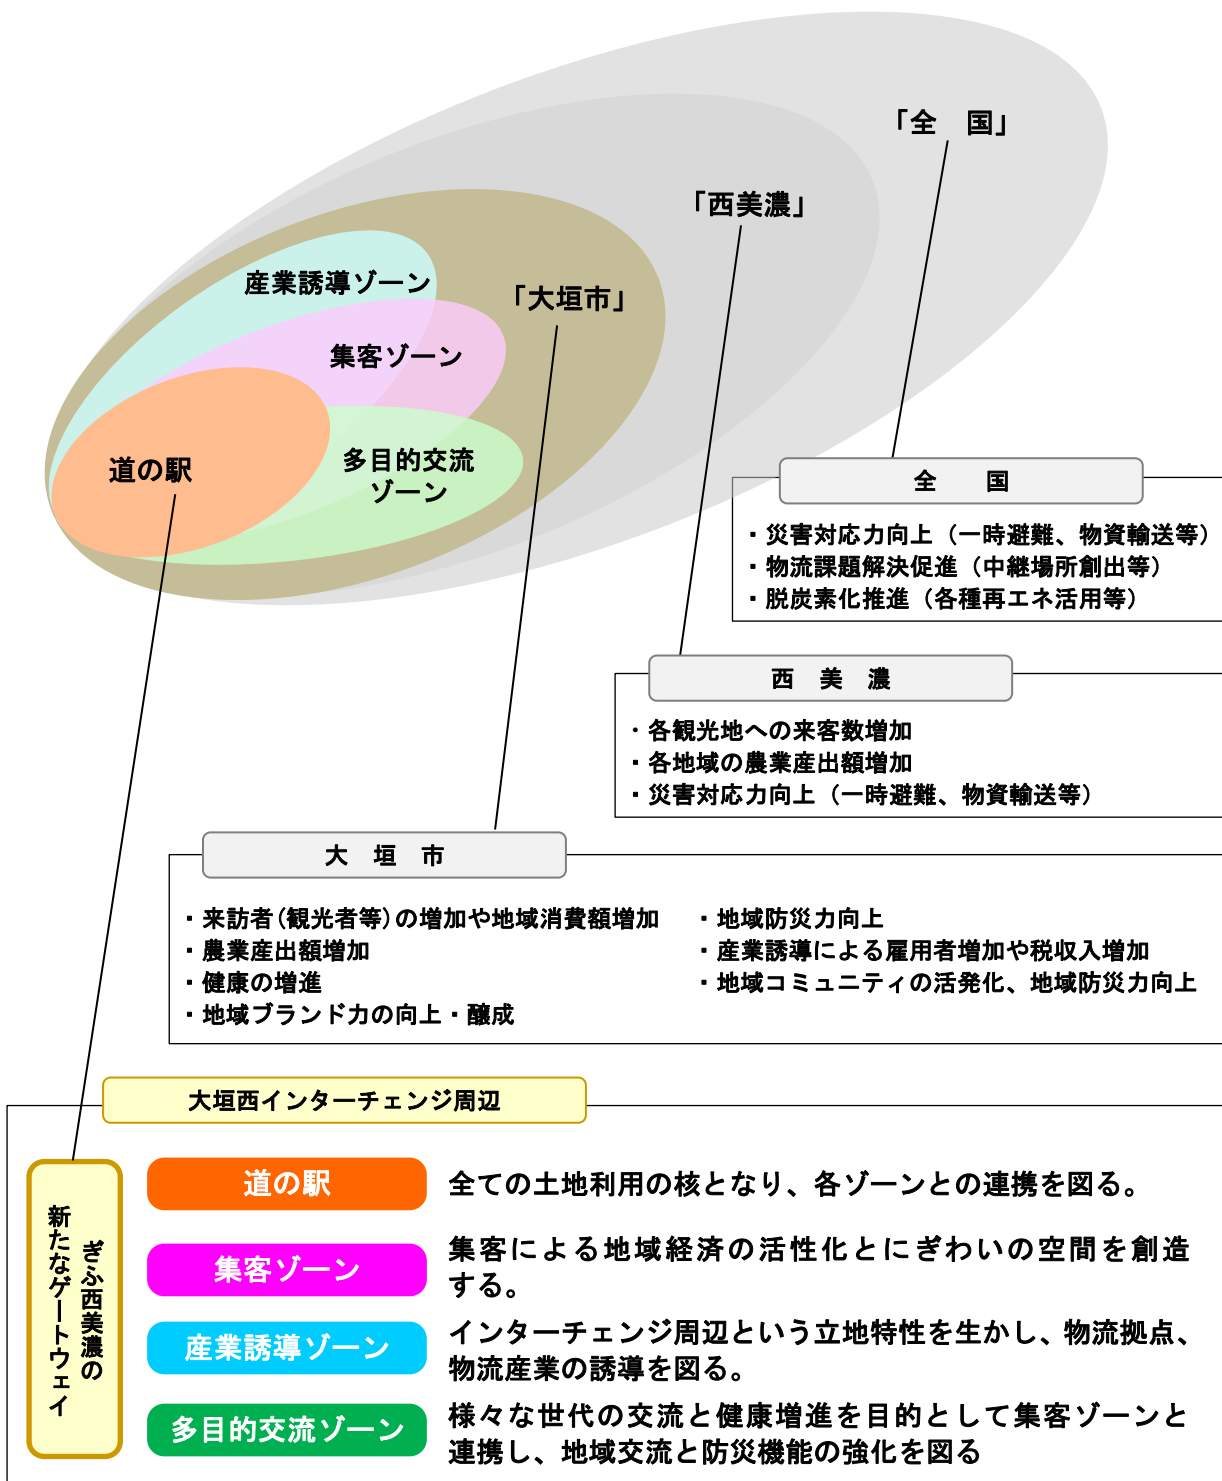 「全　国」
「西美濃」
産業誘導ゾーン
「大垣市」
集客ゾーン
道の駅
多目的交流
ゾーン
全　国
・災害対応力向上（一時避難、物資輸送等）
・物流課題解決促進（中継場所創出等）
・脱炭素化推進（各種再エネ活用等）
西　美　濃
・各観光地への来客数増加
・各地域の農業産出額増加
・災害対応力向上（一時避難、物資輸送等）
大　垣　市
・来訪者(観光者等)の増加や地域消費額増加
・農業産出額増加
・健康の増進
・地域ブランド力の向上・醸成
・地域防災力向上
・産業誘導による雇用者増加や税収入増加
・地域コミュニティの活発化、地域防災力向上
大垣西インターチェンジ周辺
ぎふ西美濃の
新たなゲートウェイ
道の駅
全ての土地利用の核となり、各ゾーンとの連携を図る。
集客ゾーン
集客による地域経済の活性化とにぎわいの空間を創造
する。
産業誘導ゾーン
インターチェンジ周辺という立地特性を生かし、物流拠点、
物流産業の誘導を図る。
多目的交流ゾーン
様々な世代の交流と健康増進を目的として集客ゾーンと
連携し、地域交流と防災機能の強化を図る